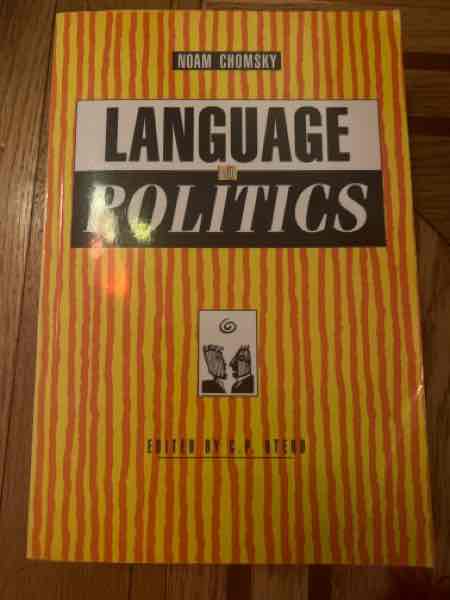 NOAM CHOMSKY
LANGUAGE
POLITICS
EDITED BY C.P. OTERO